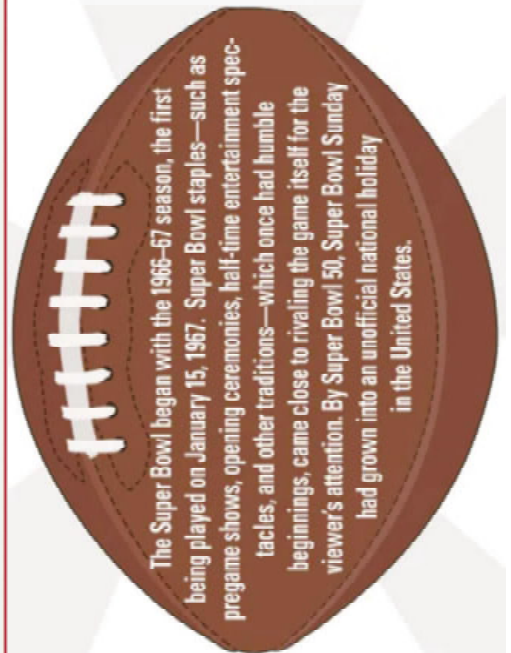 The Super Bowl began with the 1966–67 season, the first
being played on January 15, 1967. Super Bowl staples—such as
pregame shows, opening ceremonies, half-time entertainment spec-
tacles, and other traditions—which once had humble
beginnings, came close to rivaling the game itself for the
viewer's attention. By Super Bowl 50, Super Bowl Sunday
had grown into an unofficial national holiday
in the United States.